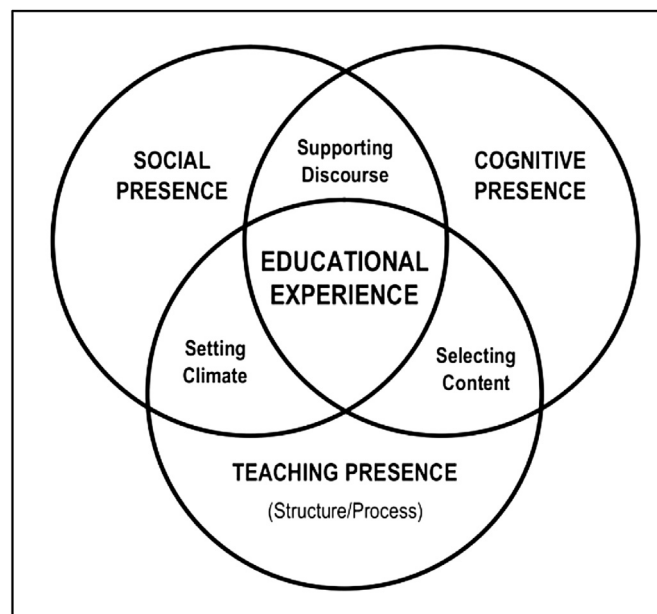 Supporting
Discourse
SOCIAL
PRESENCE
COGNITIVE
PRESENCE
EDUCATIONAL
EXPERIENCE
Setting
Climate
Selecting
Content
TEACHING PRESENCE
(Structure/Process)